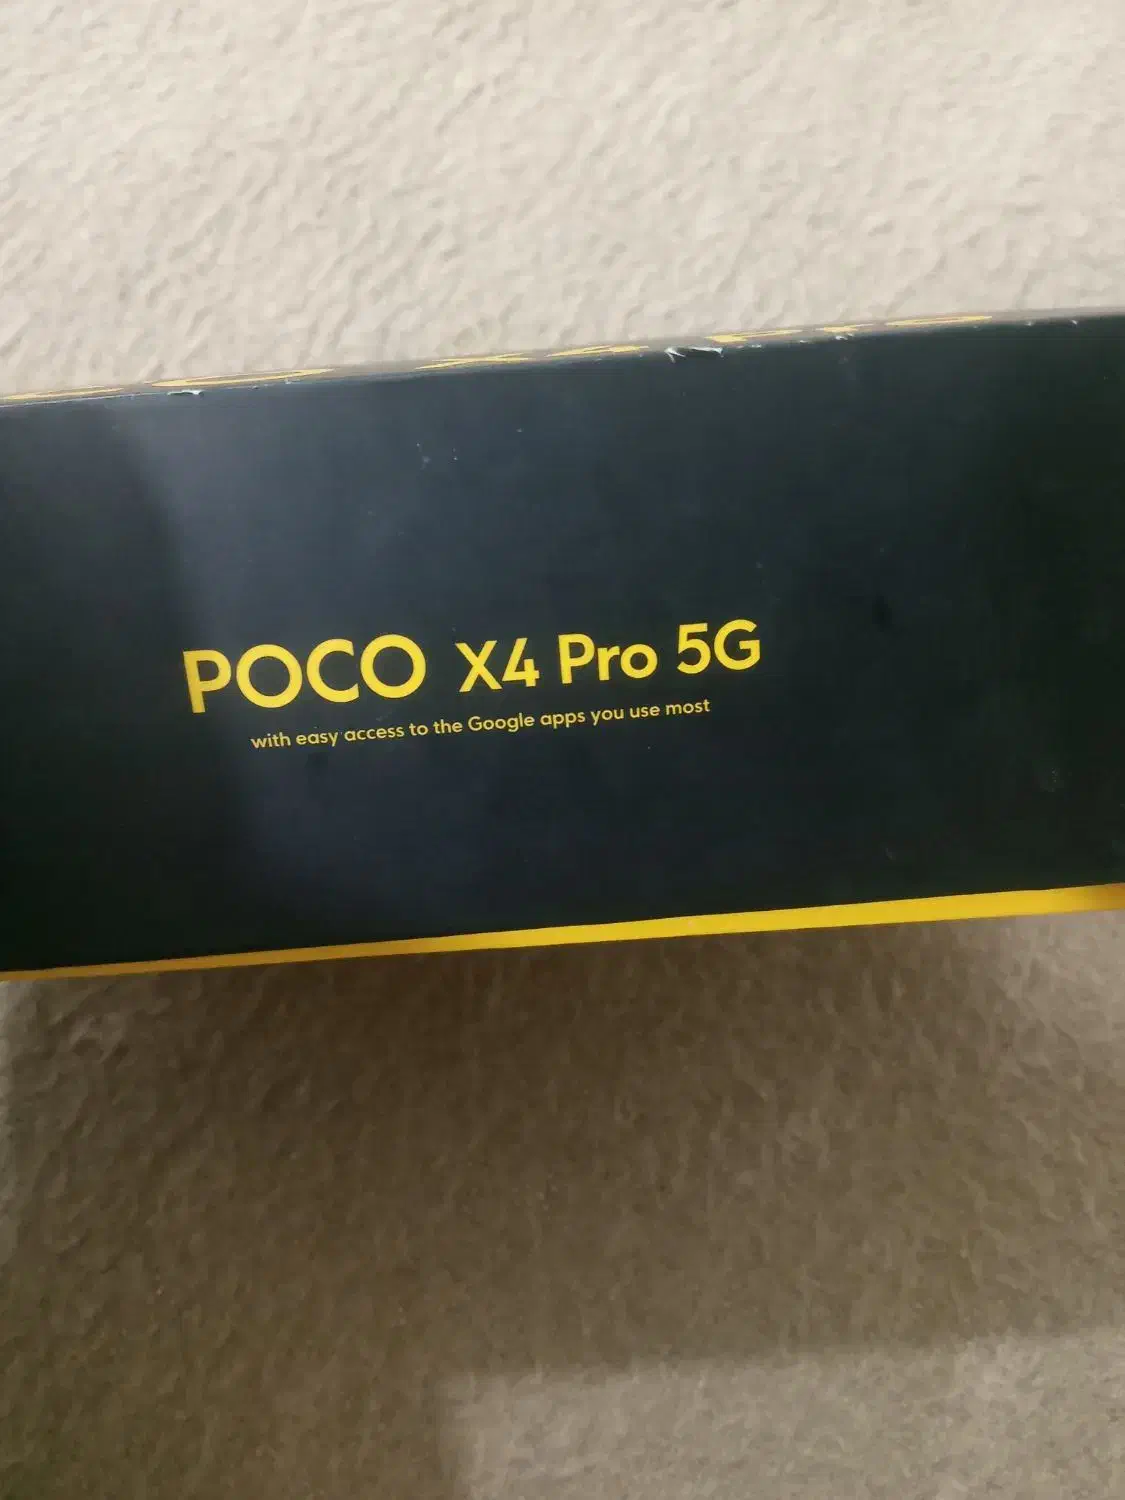 POCO X4 Pro 5G
with easy access to the Google apps you use most